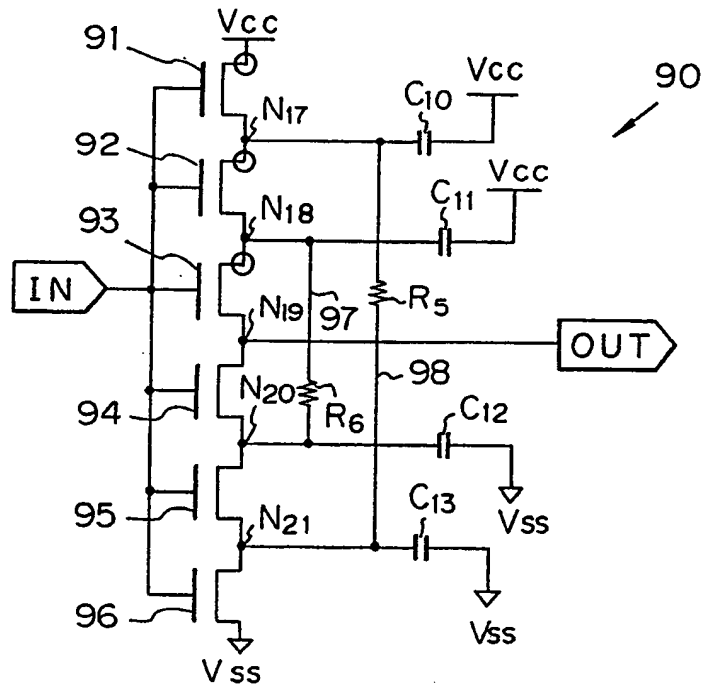 Vcc
91
Vcc
90
C10
N17
92
Vcc
C11
N18
93
IN
R5
N19
97
OUT
98
N20
C12
94
R6
C13
95
N21
Vss
96
Vss
Vss